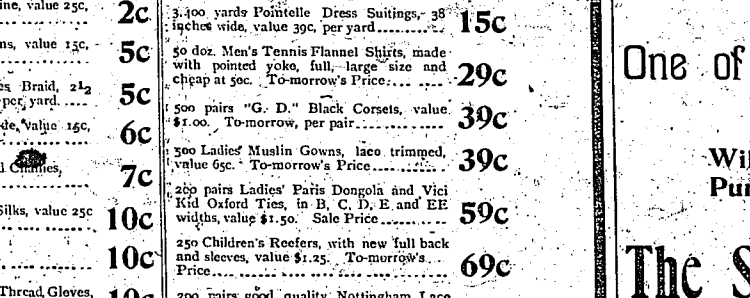 ine, value 25c, 2c
ns, value 15c, 5c
es Braid, 2½
per yard.... 5c
de, value 15c, 6c
d Challies, 7c
Silks, value 25c 10c
10c
Thread Gloves, 10c
3,400 yards Pointelle Dress Suitings, 38
inches wide, value 39c, per yard........... 15c
50 doz. Men's Tennis Flannel Shirts, made
with pointed yoke, full, large size and
cheap at 50c. To-morrow's Price........ 29c
500 pairs "G. D." Black Corsets, value
$1.00. To-morrow, per pair............... 39c
500 Ladies' Muslin Gowns, lace trimmed,
value 65c. To-morrow's Price............ 39c
200 pairs Ladies' Paris Dongola and Vici
Kid Oxford Ties, in B, C, D, E and EE
widths, value $1.50. Sale Price........... 59c
250 Children's Reefers, with new full back
and sleeves, value $1.25. To-morrow's
Price.................................. 69c
200 pairs good quality Nottingham Lace
One of
Wil
Pur
The S